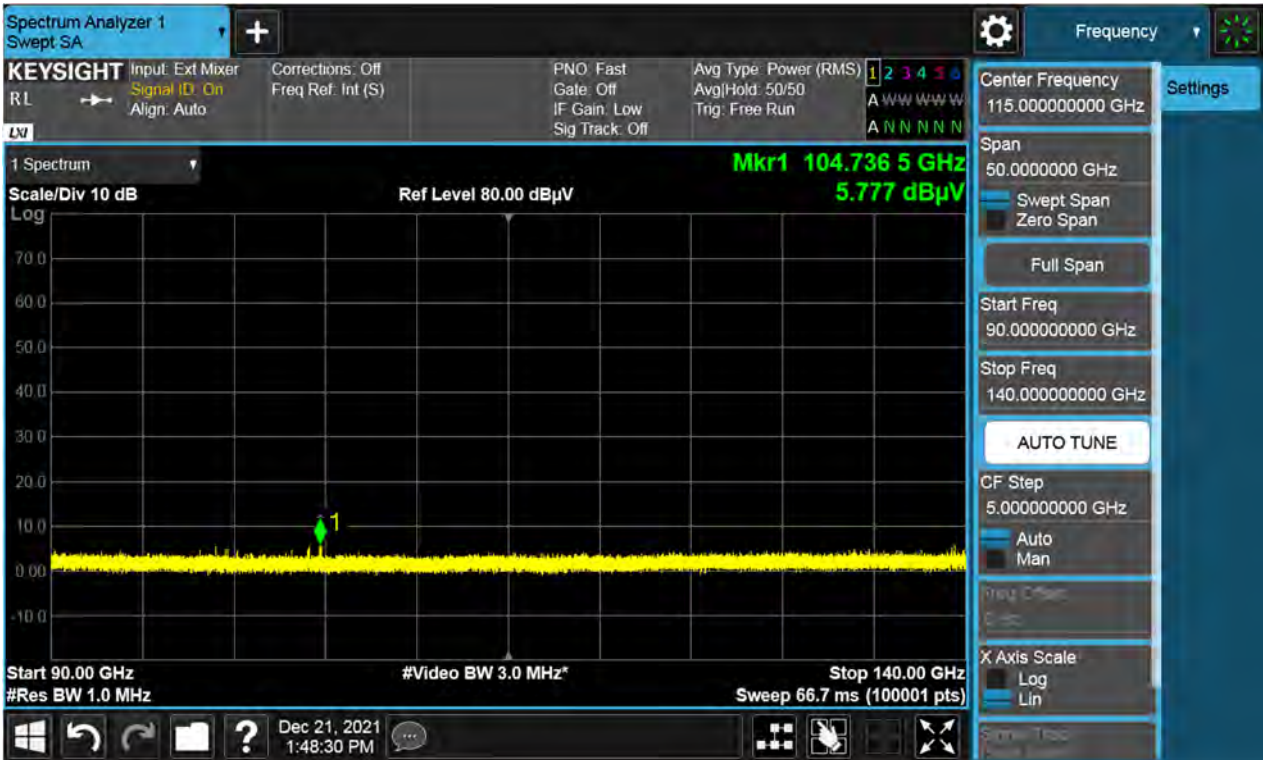 Spectrum Analyzer 1
Swept SA
+
Frequency
KEYSIGHT
RL
LXI
Input: Ext Mixer
Signal ID: On
Align: Auto
Corrections: Off
Freq Ref: Int (S)
PNO: Fast
Gate: Off
IF Gain: Low
Sig Track: Off
Avg Type: Power (RMS)
Avg|Hold: 50/50
Trig: Free Run
1 2 3 4 5 6
A W W W W W
A N N N N N
1 Spectrum
Scale/Div 10 dB
Ref Level 80.00 dBµV
Mkr1 104.736 5 GHz
5.777 dBµV
Log
70.0
60.0
50.0
40.0
30.0
20.0
10.0
0.00
-10.0
1
Start 90.00 GHz
#Video BW 3.0 MHz*
Stop 140.00 GHz
#Res BW 1.0 MHz
Sweep 66.7 ms (100001 pts)
Center Frequency
115.000000000 GHz
Settings
Span
50.0000000 GHz
Swept Span
Zero Span
Full Span
Start Freq
90.000000000 GHz
Stop Freq
140.000000000 GHz
AUTO TUNE
CF Step
5.000000000 GHz
Auto
Man
Freq Offset
X Axis Scale
Log
Lin
?
Dec 21, 2021
1:48:30 PM